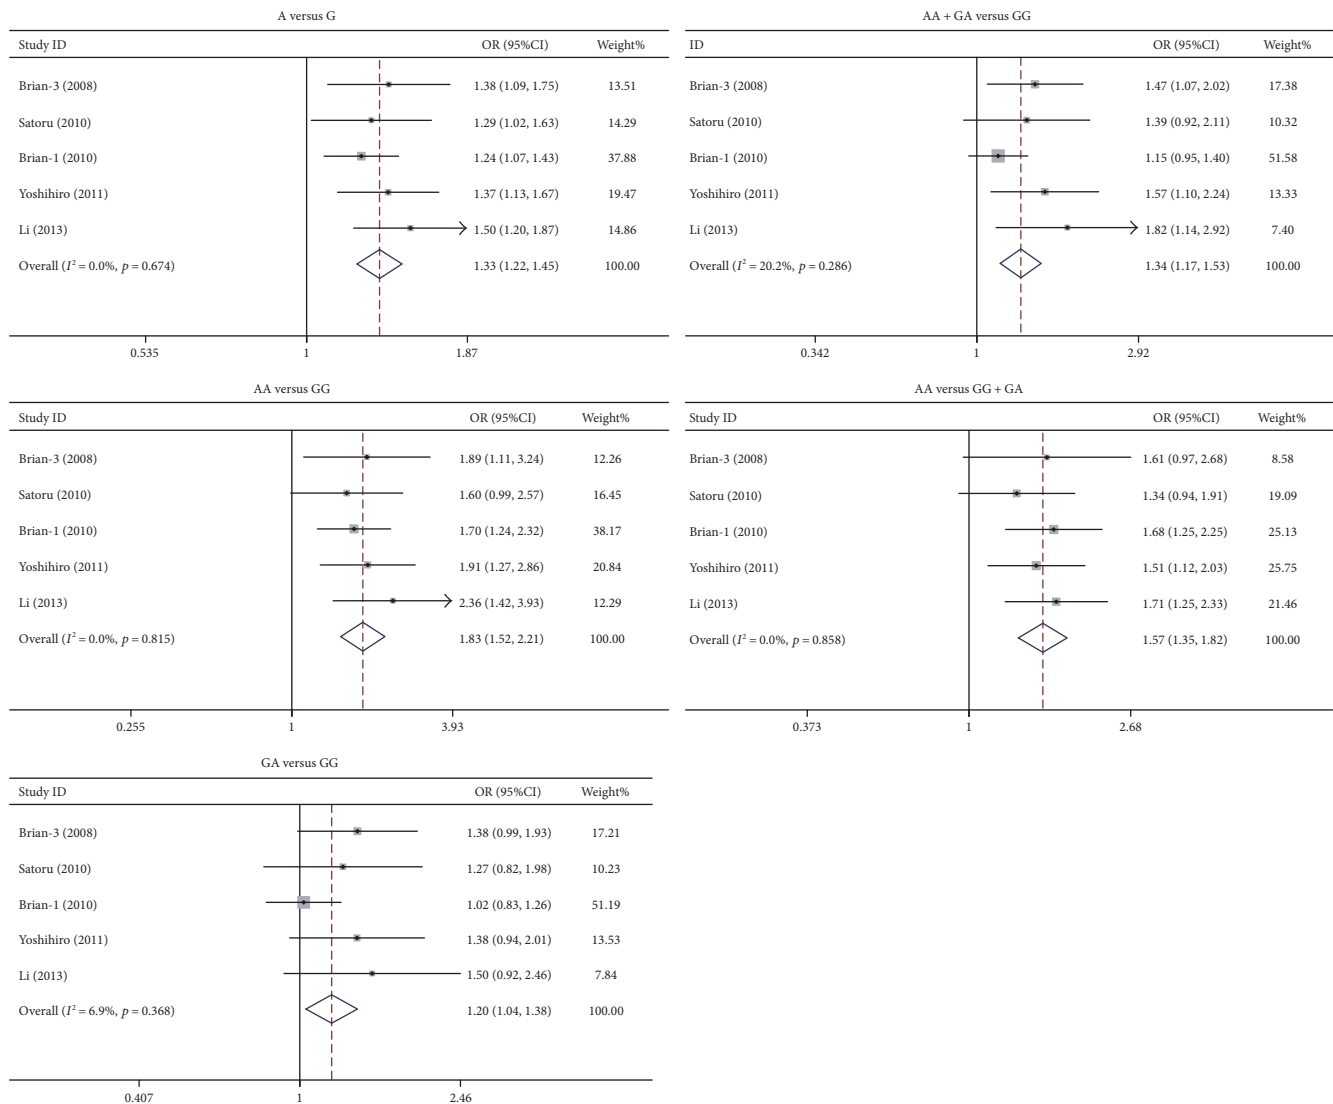 A versus G
Study ID OR (95%CI) Weight%
Brian-3 (2008) 1.38 (1.09, 1.75) 13.51
Satoru (2010) 1.29 (1.02, 1.63) 14.29
Brian-1 (2010) 1.24 (1.07, 1.43) 37.88
Yoshihiro (2011) 1.37 (1.13, 1.67) 19.47
Li (2013) 1.50 (1.20, 1.87) 14.86
Overall (I² = 0.0%, p = 0.674) 1.33 (1.22, 1.45) 100.00
0.535 1 1.87
AA + GA versus GG
ID OR (95%CI) Weight%
Brian-3 (2008) 1.47 (1.07, 2.02) 17.38
Satoru (2010) 1.39 (0.92, 2.11) 10.32
Brian-1 (2010) 1.15 (0.95, 1.40) 51.58
Yoshihiro (2011) 1.57 (1.10, 2.24) 13.33
Li (2013) 1.82 (1.14, 2.92) 7.40
Overall (I² = 20.2%, p = 0.286) 1.34 (1.17, 1.53) 100.00
0.342 1 2.92
AA versus GG
Study ID OR (95%CI) Weight%
Brian-3 (2008) 1.89 (1.11, 3.24) 12.26
Satoru (2010) 1.60 (0.99, 2.57) 16.45
Brian-1 (2010) 1.70 (1.24, 2.32) 38.17
Yoshihiro (2011) 1.91 (1.27, 2.86) 20.84
Li (2013) 2.36 (1.42, 3.93) 12.29
Overall (I² = 0.0%, p = 0.815) 1.83 (1.52, 2.21) 100.00
0.255 1 3.93
AA versus GG + GA
Study ID OR (95%CI) Weight%
Brian-3 (2008) 1.61 (0.97, 2.68) 8.58
Satoru (2010) 1.34 (0.94, 1.91) 19.09
Brian-1 (2010) 1.68 (1.25, 2.25) 25.13
Yoshihiro (2011) 1.51 (1.12, 2.03) 25.75
Li (2013) 1.71 (1.25, 2.33) 21.46
Overall (I² = 0.0%, p = 0.858) 1.57 (1.35, 1.82) 100.00
0.373 1 2.68
GA versus GG
Study ID OR (95%CI) Weight%
Brian-3 (2008) 1.38 (0.99, 1.93) 17.21
Satoru (2010) 1.27 (0.82, 1.98) 10.23
Brian-1 (2010) 1.02 (0.83, 1.26) 51.19
Yoshihiro (2011) 1.38 (0.94, 2.01) 13.53
Li (2013) 1.50 (0.92, 2.46) 7.84
Overall (I² = 6.9%, p = 0.368) 1.20 (1.04, 1.38) 100.00
0.407 1 2.46